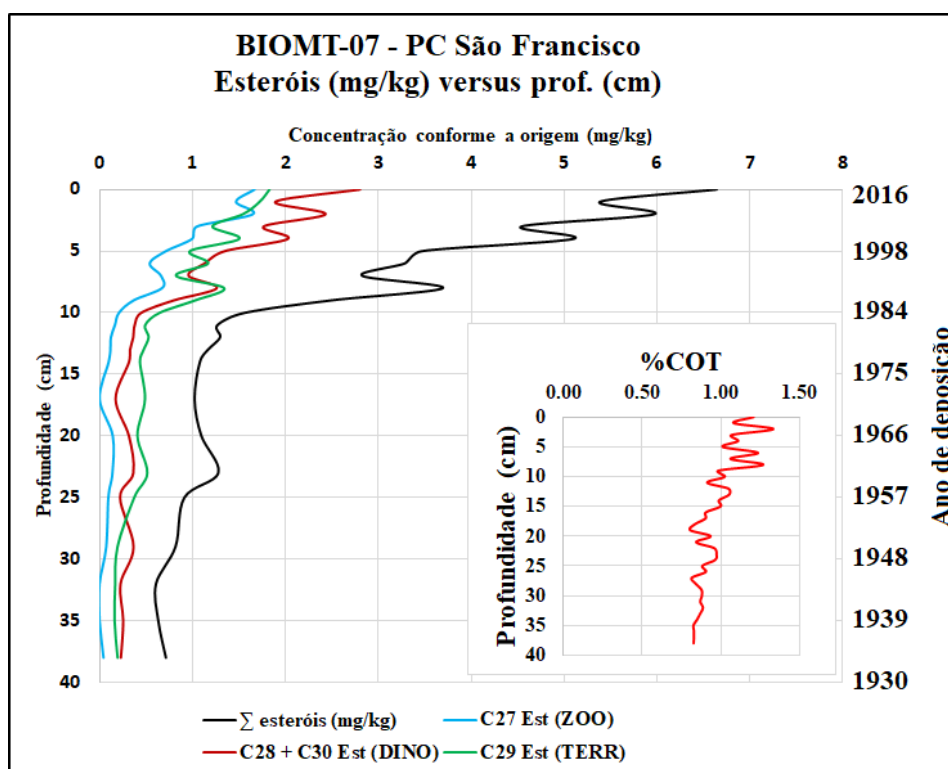 BIOMT-07 - PC São Francisco
Esteróis (mg/kg) versus prof. (cm)
Concentração conforme a origem (mg/kg)
0 1 2 3 4 5 6 7 8
0 2016
5 1998
10 1984
15 1975
20 1966
25 1957
30 1948
35 1939
40 1930
Profundidade (cm)
Ano de deposição
%COT
0.00 0.50 1.00 1.50
0
5
10
15
20
25
30
35
40
Profundidade (cm)
∑ esteróis (mg/kg) C27 Est (ZOO)
C28 + C30 Est (DINO) C29 Est (TERR)